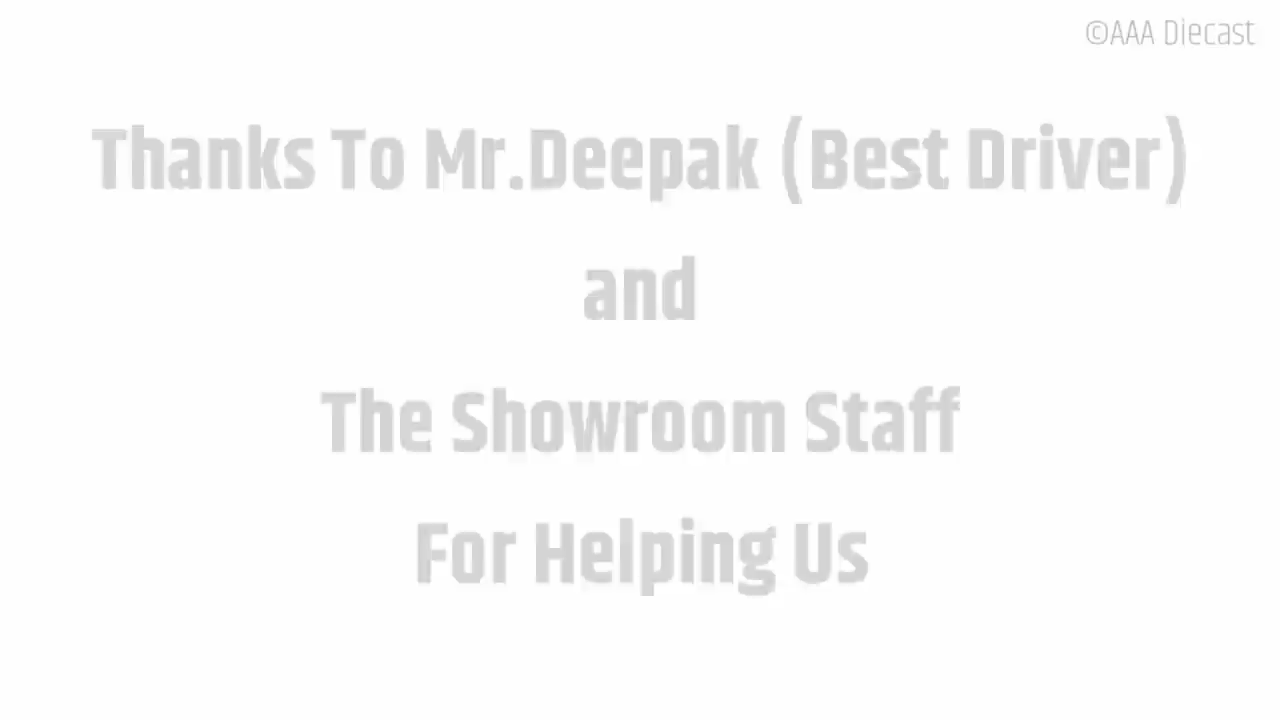 ©AAA Diecast
Thanks To Mr.Deepak (Best Driver)
and
The Showroom Staff
For Helping Us